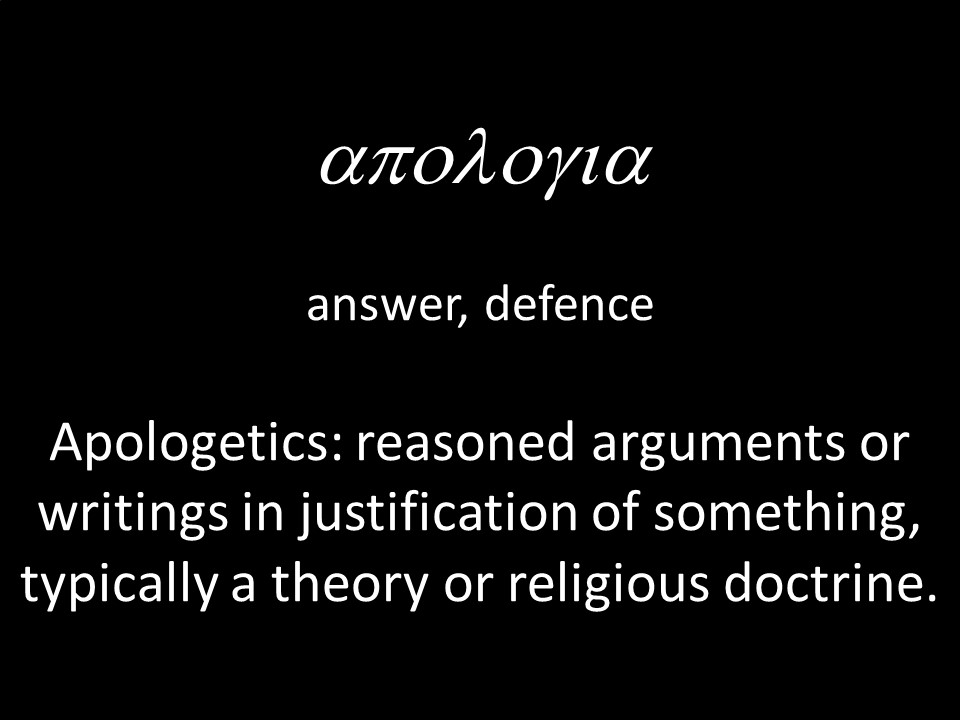 απολογια
answer, defence
Apologetics: reasoned arguments or
writings in justification of something,
typically a theory or religious doctrine.